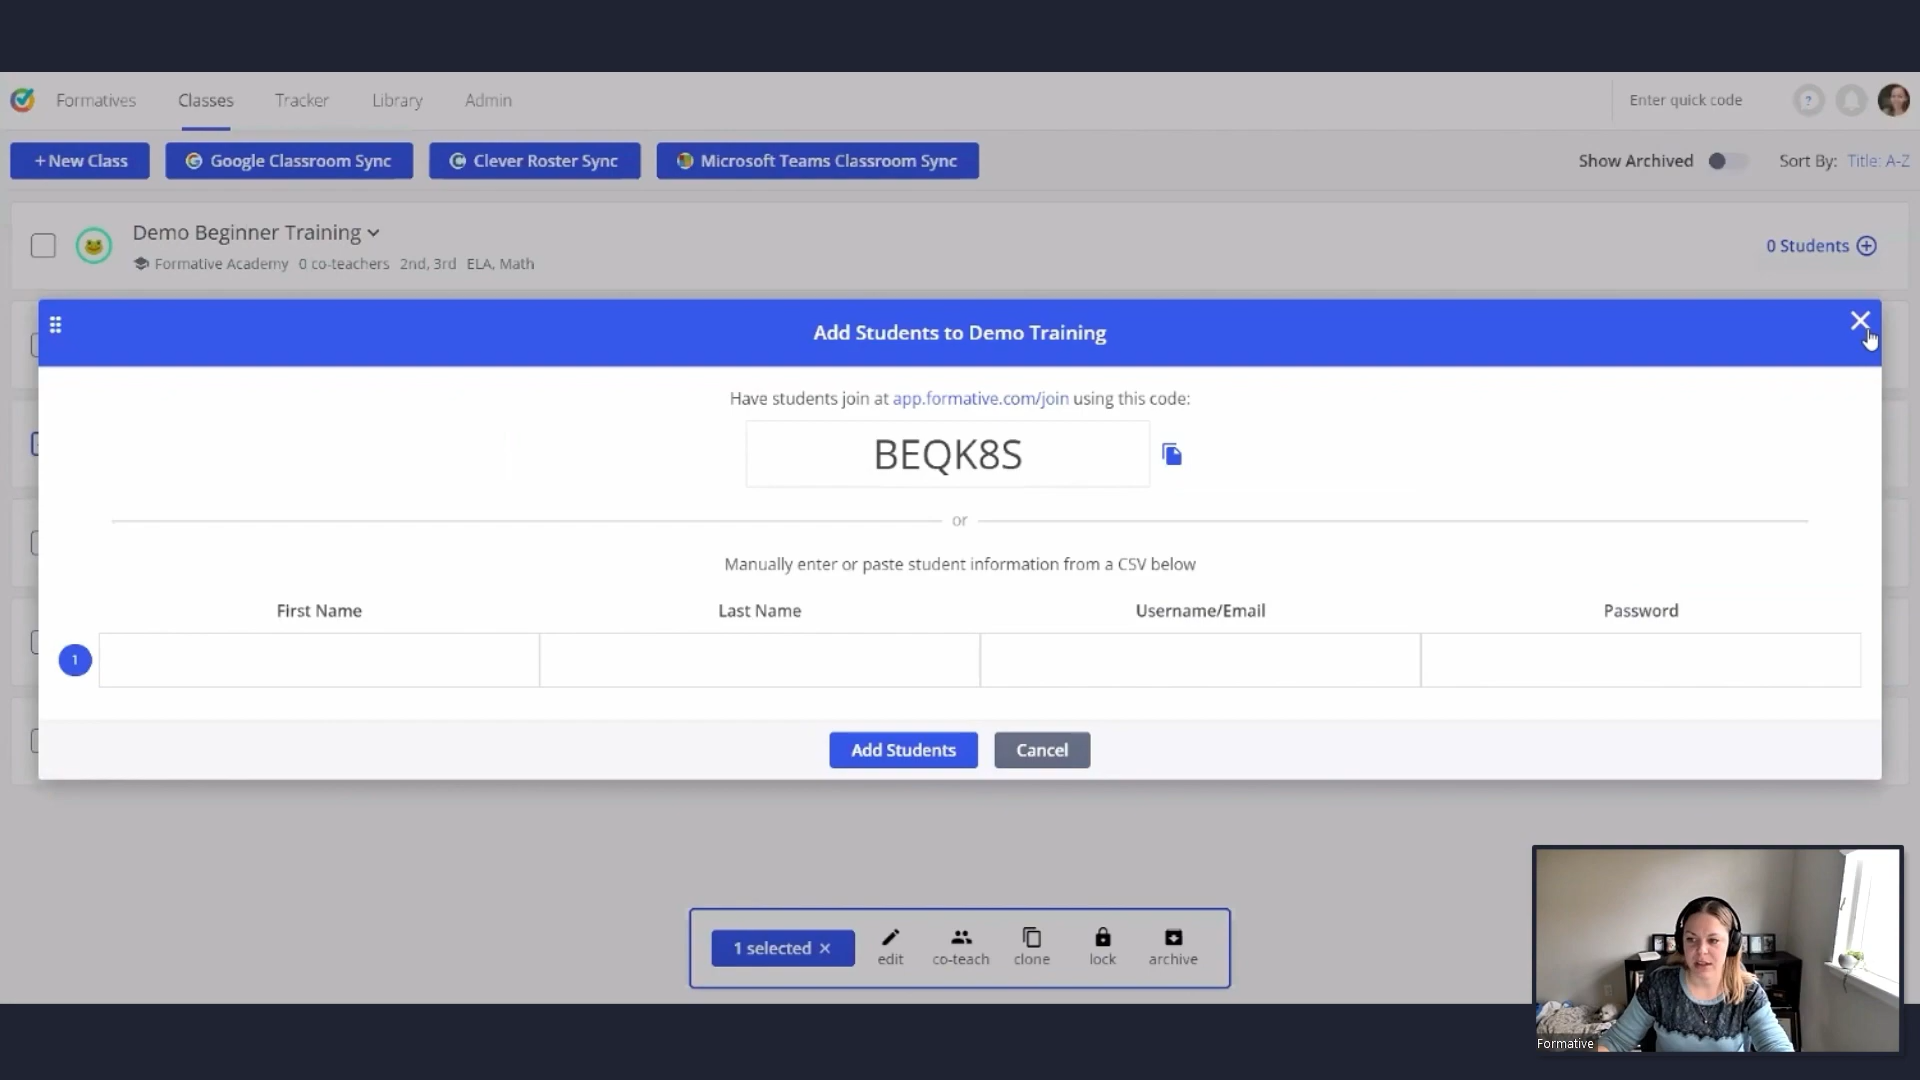 Formatives
Classes
Tracker
Library
Admin
Enter quick code
?
+ New Class
Google Classroom Sync
Clever Roster Sync
Microsoft Teams Classroom Sync
Show Archived
Sort By: Title: A-Z
Demo Beginner Training
Formative Academy 0 co-teachers 2nd, 3rd ELA, Math
0 Students
Add Students to Demo Training
Have students join at app.formative.com/join using this code:
BEQK8S
or
Manually enter or paste student information from a CSV below
First Name
Last Name
Username/Email
Password
1
Add Students
Cancel
1 selected ×
edit
co-teach
clone
lock
archive
Formative